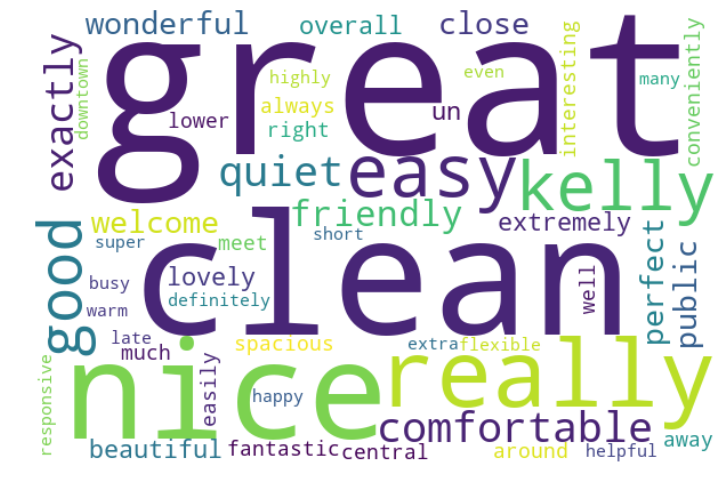 wonderful
overall
close
great
exactly
downtown
highly
even
interesting
many
conveniently
always
lower
un
right
quiet
easy
kelly
welcome
friendly
extremely
good
super
meet
short
clean
perfect
public
busy
lovely
well
warm
definitely
late
much
spacious
extra
flexible
nice
really
responsive
easily
happy
comfortable
away
beautiful
fantastic
central
around
helpful